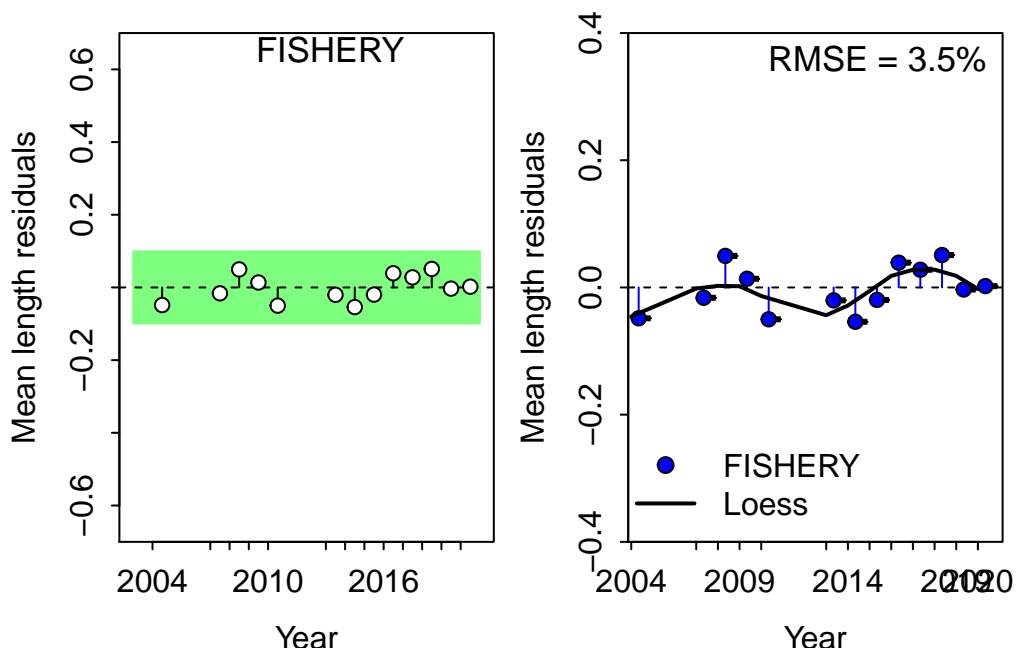 FISHERY
Mean length residuals
0.6
0.4
0.2
−0.2
−0.6
2004 2010 2016
Year
RMSE = 3.5%
Mean length residuals
0.4
0.2
0.0
−0.2
−0.4
FISHERY
Loess
2004 2009 2014 2019 2020
Year